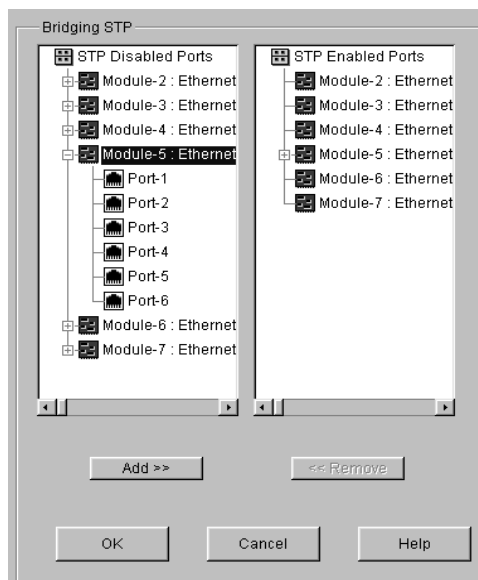 Bridging STP
STP Disabled Ports
Module-2 : Ethernet
Module-3 : Ethernet
Module-4 : Ethernet
Module-5 : Ethernet
Port-1
Port-2
Port-3
Port-4
Port-5
Port-6
Module-6 : Ethernet
Module-7 : Ethernet
STP Enabled Ports
Module-2 : Ethernet
Module-3 : Ethernet
Module-4 : Ethernet
Module-5 : Ethernet
Module-6 : Ethernet
Module-7 : Ethernet
Add >>
<< Remove
OK
Cancel
Help